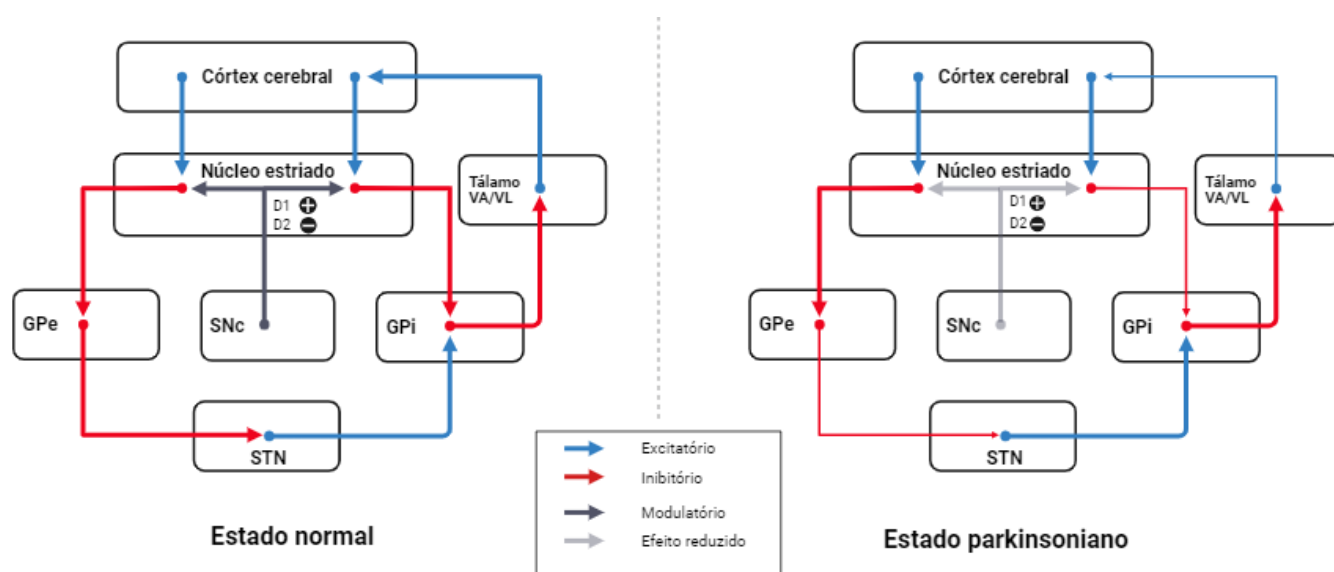 Córtex cerebral
Núcleo estriado
D1 +
D2 −
Tálamo
VA/VL
GPe
SNc
GPi
STN
Estado normal
Córtex cerebral
Núcleo estriado
D1 +
D2 −
Tálamo
VA/VL
GPe
SNc
GPi
STN
Estado parkinsoniano
Excitatório
Inibitório
Modulatório
Efeito reduzido